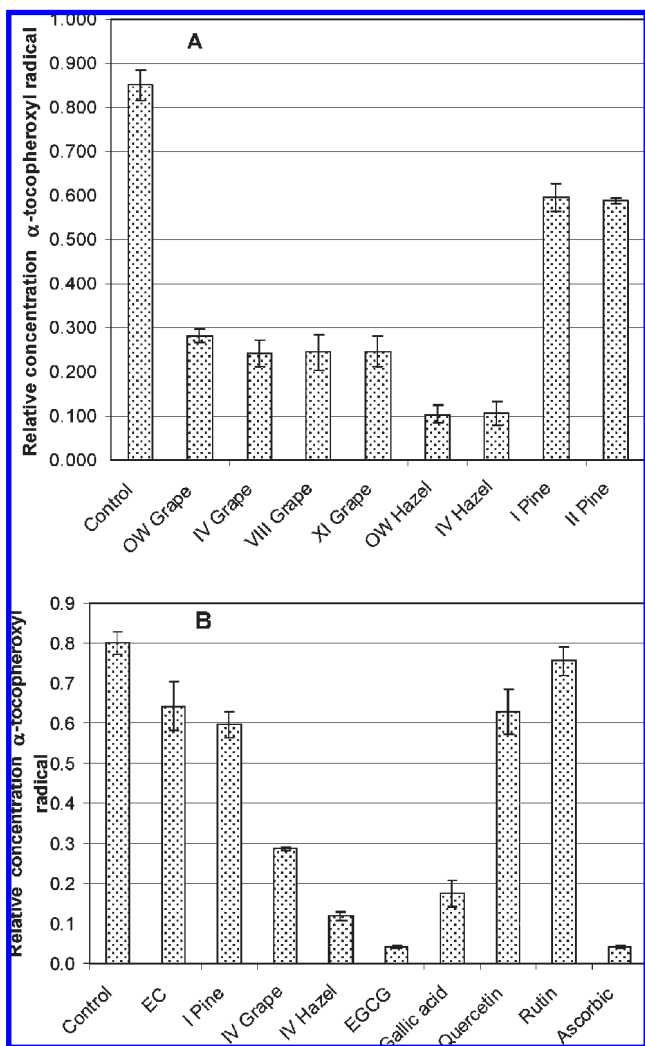 A
Relative concentration α-tocopheroxyl radical
1.000
0.900
0.800
0.700
0.600
0.500
0.400
0.300
0.200
0.100
0.000
Control
OW Grape
IV Grape
VIII Grape
XI Grape
OW Hazel
IV Hazel
I Pine
II Pine
B
Relative concentration α-tocopheroxyl
radical
0.9
0.8
0.7
0.6
0.5
0.4
0.3
0.2
0.1
0.0
Control
EC
I Pine
IV Grape
IV Hazel
EGCG
Gallic acid
Quercetin
Rutin
Ascorbic